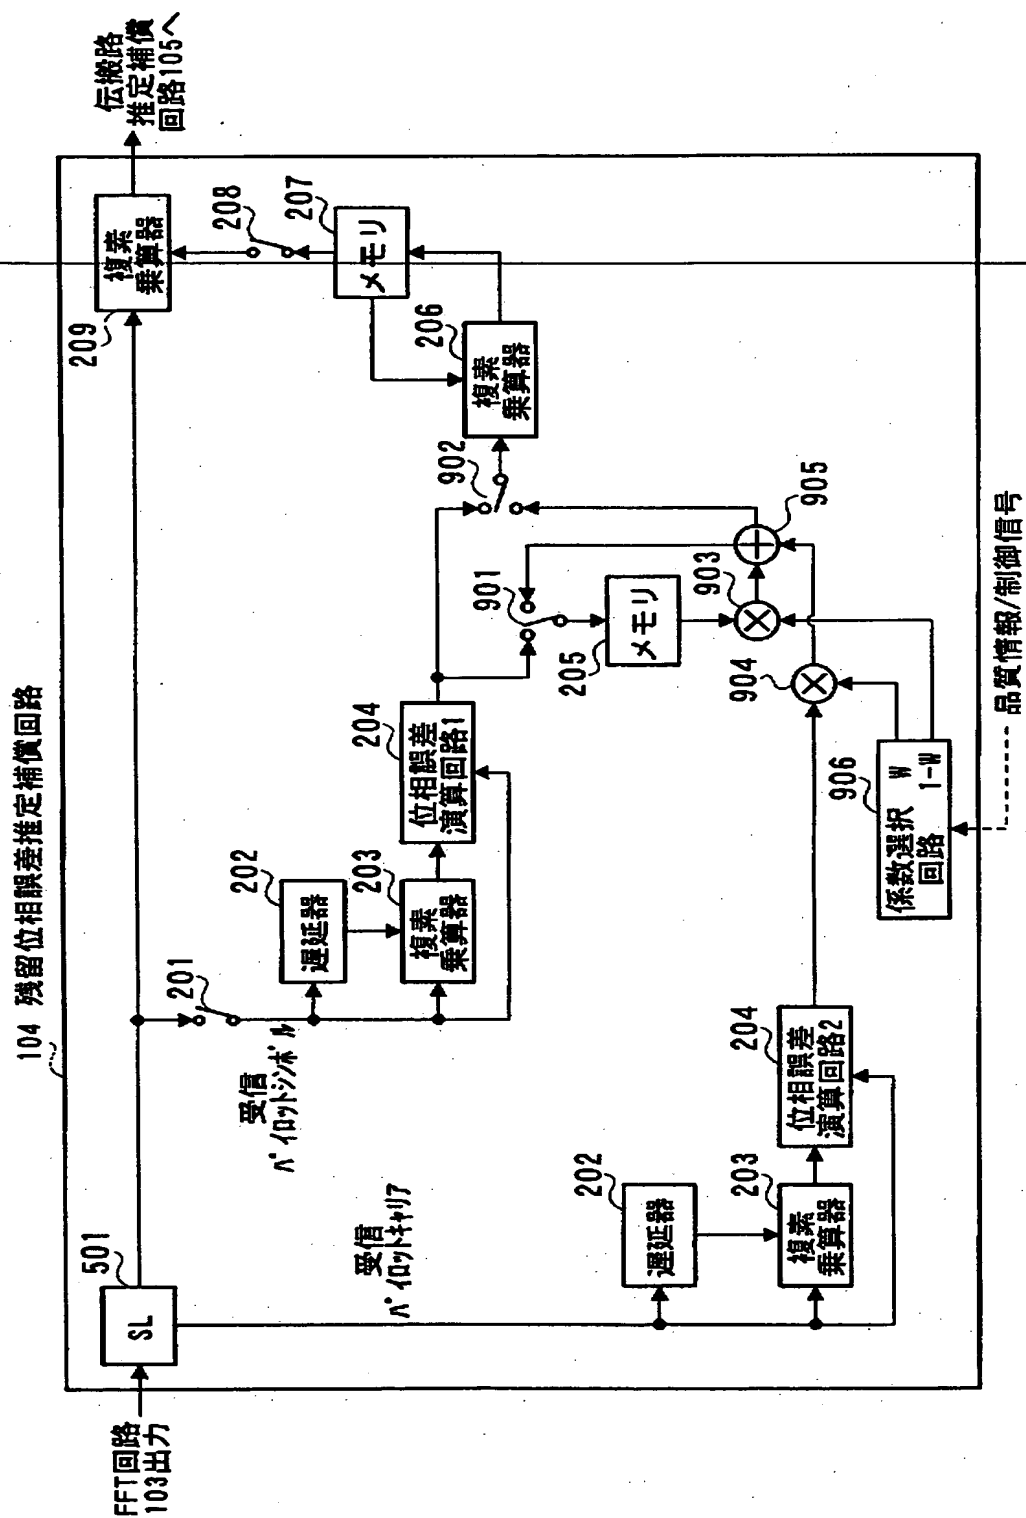 104 残留位相誤差推定補償回路
FFT回路
103出力
SL
501
受信
パイロットキャリア
受信
パイロットシンボル
201
202
遅延器
203
複素
乗算器
204
位相誤差
演算回路1
202
遅延器
203
複素
乗算器
204
位相誤差
演算回路2
906
係数選択
回路
W
1-W
品質情報/制御信号
904
903
905
901
205
メモリ
902
206
複素
乗算器
207
メモリ
208
209
複素
乗算器
伝搬路
推定補償
回路105へ